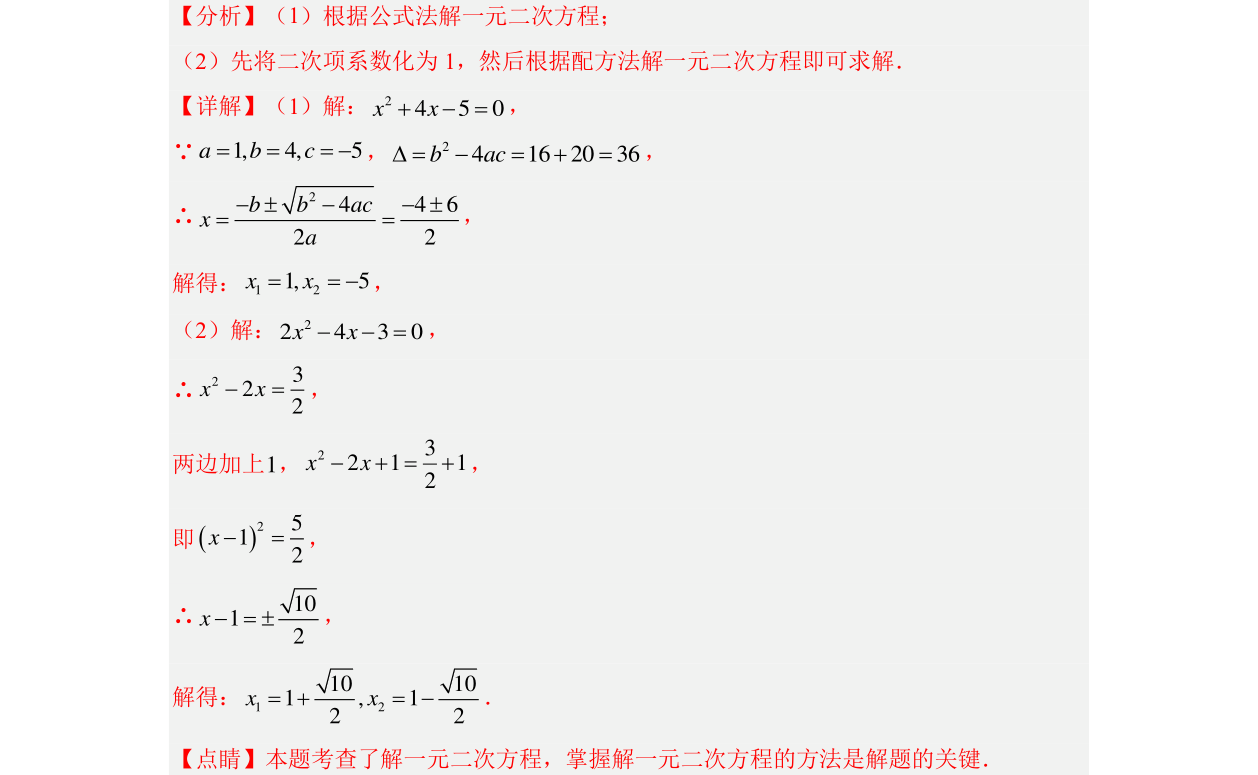 【分析】（1）根据公式法解一元二次方程；
（2）先将二次项系数化为 1，然后根据配方法解一元二次方程即可求解．
【详解】（1）解：x² + 4x − 5 = 0，
∵ a = 1, b = 4, c = −5，Δ = b² − 4ac = 16 + 20 = 36，
∴ x = (−b ± √(b² − 4ac))/(2a) = (−4 ± 6)/2，
解得：x₁ = 1, x₂ = −5，
（2）解：2x² − 4x − 3 = 0，
∴ x² − 2x = 3/2，
两边加上1，x² − 2x + 1 = 3/2 + 1，
即 (x − 1)² = 5/2，
∴ x − 1 = ± √10/2，
解得：x₁ = 1 + √10/2, x₂ = 1 − √10/2．
【点睛】本题考查了解一元二次方程，掌握解一元二次方程的方法是解题的关键．